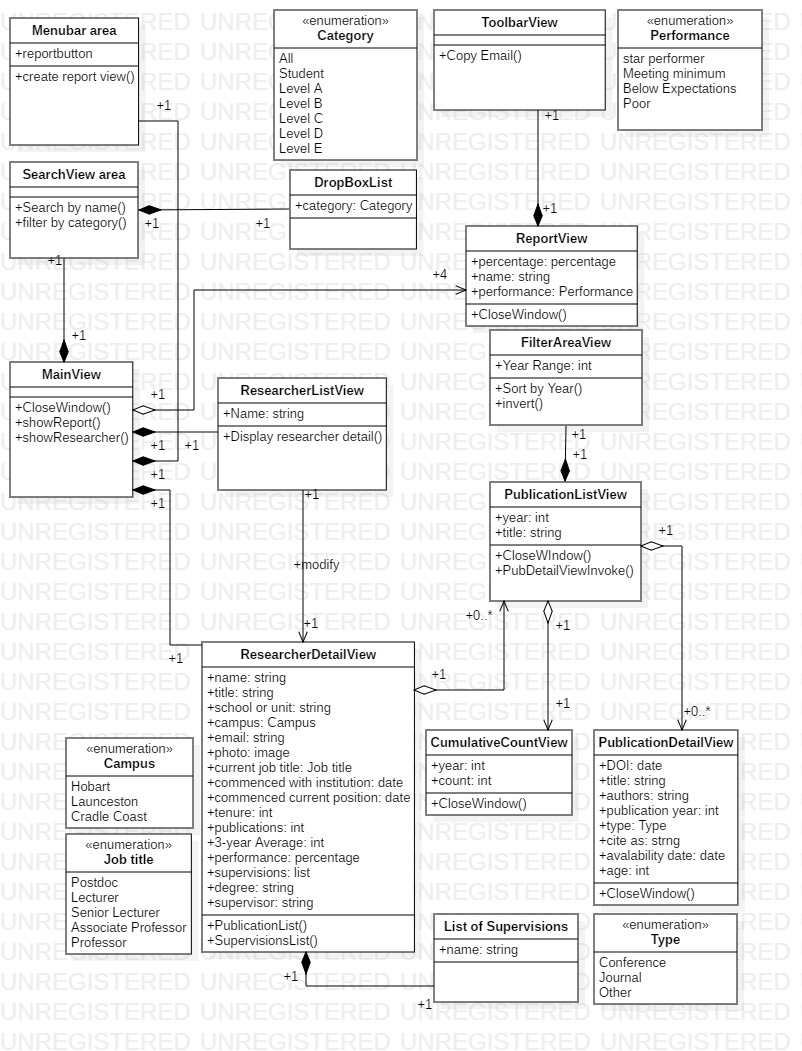 Menubar area
+reportbutton
+create report view()
«enumeration»
Category
All
Student
Level A
Level B
Level C
Level D
Level E
ToolbarView
+Copy Email()
«enumeration»
Performance
star performer
Meeting minimum
Below Expectations
Poor
+1
+1
SearchView area
+Search by name()
+filter by category()
+1
+1
DropBoxList
+category: Category
+1
+1
ReportView
+percentage: percentage
+name: string
+performance: Performance
+CloseWindow()
+4
+1
+1
MainView
+CloseWindow()
+showReport()
+showResearcher()
+1
+1
+1
+1
+1
ResearcherListView
+Name: string
+Display researcher detail()
+1
+modify
+1
FilterAreaView
+Year Range: int
+Sort by Year()
+invert()
+1
+1
PublicationListView
+year: int
+title: string
+CloseWIndow()
+PubDetailViewInvoke()
+1
+0..*
+1
+1
+0..*
ResearcherDetailView
+name: string
+title: string
+school or unit: string
+campus: Campus
+email: string
+photo: image
+current job title: Job title
+commenced with institution: date
+commenced current position: date
+tenure: int
+publications: int
+3-year Average: int
+performance: percentage
+supervisions: list
+degree: string
+supervisor: string
+PublicationList()
+SupervisionsList()
+1
CumulativeCountView
+year: int
+count: int
+CloseWindow()
PublicationDetailView
+DOI: date
+title: string
+authors: string
+publication year: int
+type: Type
+cite as: strng
+avalability date: date
+age: int
+CloseWindow()
«enumeration»
Campus
Hobart
Launceston
Cradle Coast
«enumeration»
Job title
Postdoc
Lecturer
Senior Lecturer
Associate Professor
Professor
+1
+1
List of Supervisions
+name: string
«enumeration»
Type
Conference
Journal
Other
UNREGISTERED